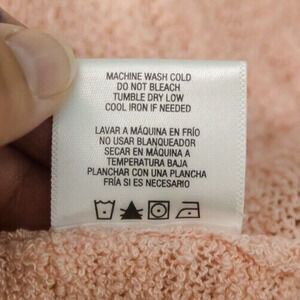 MACHINE WASH COLD
DO NOT BLEACH
TUMBLE DRY LOW
COOL IRON IF NEEDED
LAVAR A MÁQUINA EN FRÍO
NO USAR BLANQUEADOR
SECAR EN MÁQUINA A
TEMPERATURA BAJA
PLANCHAR CON UNA PLANCHA
FRÍA SI ES NECESARIO